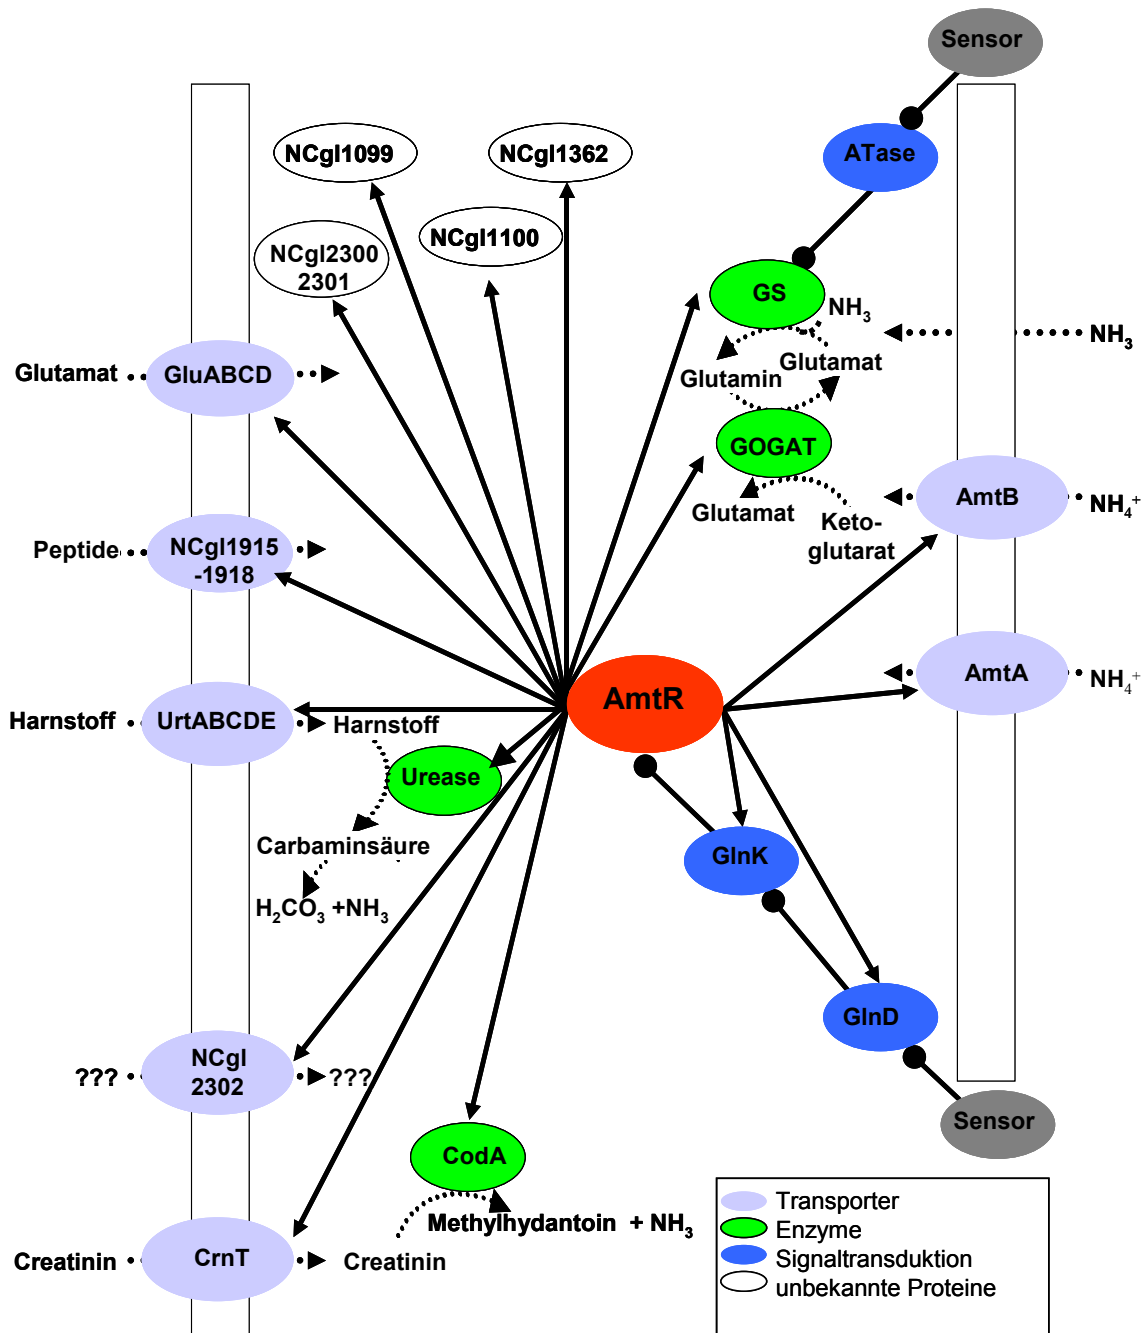 Sensor
ATase
NCgl1099
NCgl1362
NCgl1100
NCgl2300
2301
GS
NH₃
NH₃
Glutamat
Glutamin
Glutamat
GluABCD
GOGAT
Glutamat
Keto-
glutarat
AmtB
NH₄⁺
Peptide
NCgl1915
-1918
AmtR
AmtA
NH₄⁺
Harnstoff
UrtABCDE
Harnstoff
Urease
Carbaminsäure
H₂CO₃ +NH₃
GlnK
GlnD
Sensor
???
NCgl
2302
???
CodA
Methylhydantoin + NH₃
Creatinin
CrnT
Creatinin
Transporter
Enzyme
Signaltransduktion
unbekannte Proteine